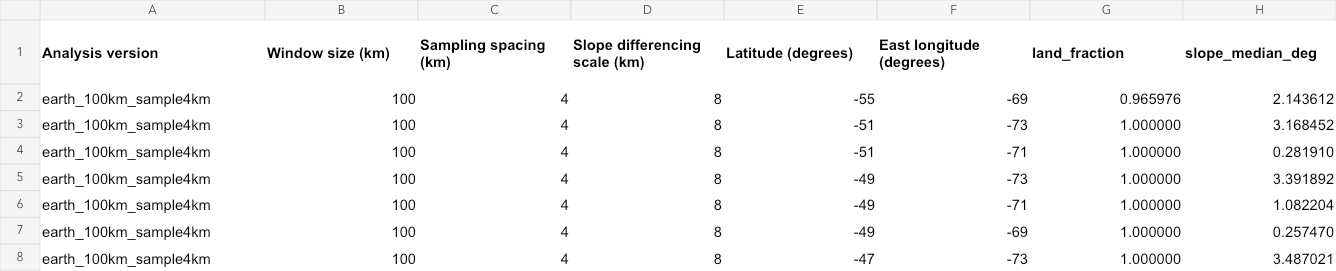 A B C D E F G H
1 Analysis version Window size (km) Sampling spacing (km) Slope differencing scale (km) Latitude (degrees) East longitude (degrees) land_fraction slope_median_deg
2 earth_100km_sample4km 100 4 8 -55 -69 0.965976 2.143612
3 earth_100km_sample4km 100 4 8 -51 -73 1.000000 3.168452
4 earth_100km_sample4km 100 4 8 -51 -71 1.000000 0.281910
5 earth_100km_sample4km 100 4 8 -49 -73 1.000000 3.391892
6 earth_100km_sample4km 100 4 8 -49 -71 1.000000 1.082204
7 earth_100km_sample4km 100 4 8 -49 -69 1.000000 0.257470
8 earth_100km_sample4km 100 4 8 -47 -73 1.000000 3.487021